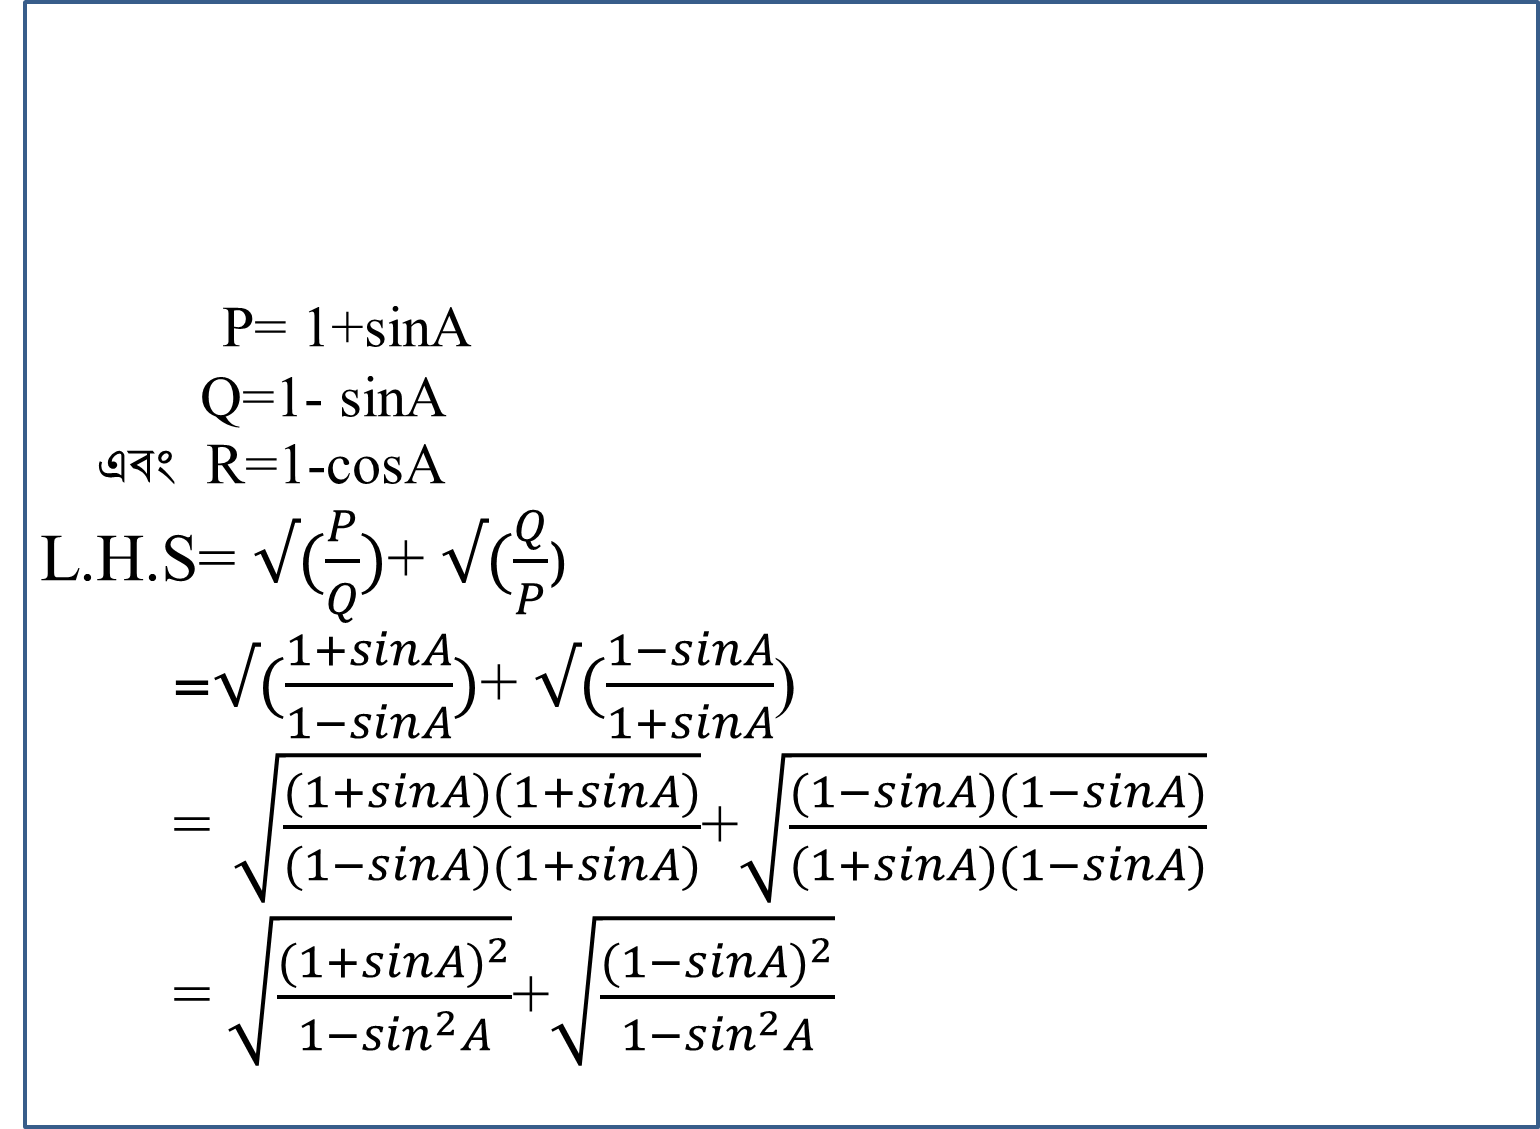 P= 1+sinA
Q=1- sinA
এবং R=1-cosA
L.H.S= √(P/Q)+ √(Q/P)
=√((1+sinA)/(1−sinA))+ √((1−sinA)/(1+sinA))
= √((1+sinA)(1+sinA)/(1−sinA)(1+sinA))+√((1−sinA)(1−sinA)/(1+sinA)(1−sinA))
= √((1+sinA)²/(1−sin²A))+√((1−sinA)²/(1−sin²A))